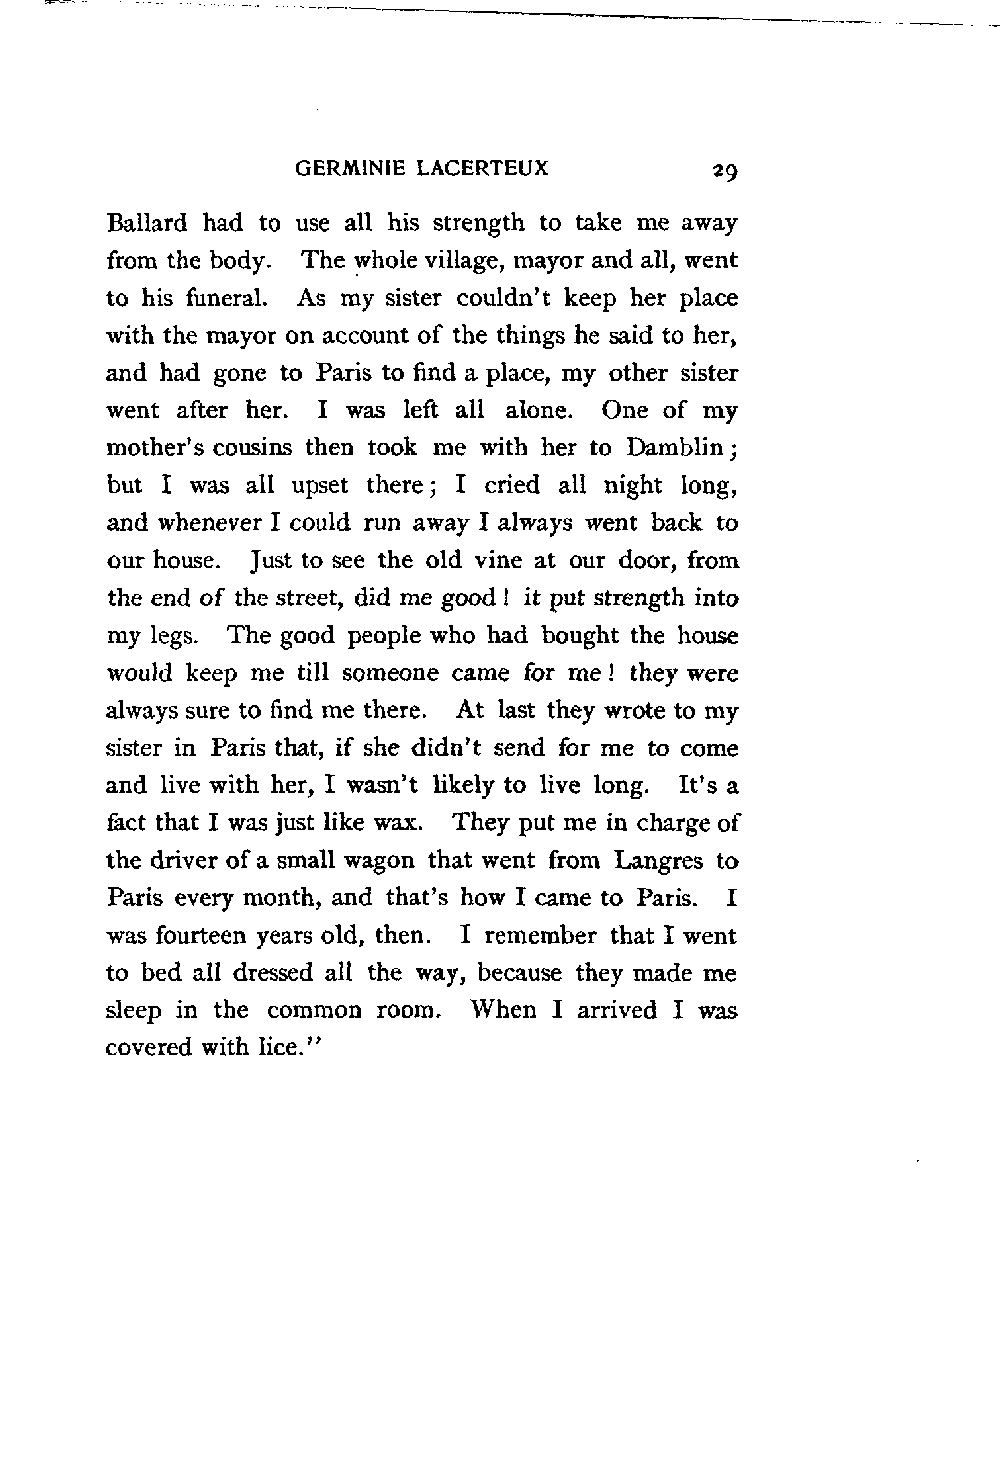 GERMINIE LACERTEUX 29
Ballard had to use all his strength to take me away
from the body. The whole village, mayor and all, went
to his funeral. As my sister couldn't keep her place
with the mayor on account of the things he said to her,
and had gone to Paris to find a place, my other sister
went after her. I was left all alone. One of my
mother's cousins then took me with her to Damblin;
but I was all upset there; I cried all night long,
and whenever I could run away I always went back to
our house. Just to see the old vine at our door, from
the end of the street, did me good! it put strength into
my legs. The good people who had bought the house
would keep me till someone came for me! they were
always sure to find me there. At last they wrote to my
sister in Paris that, if she didn't send for me to come
and live with her, I wasn't likely to live long. It's a
fact that I was just like wax. They put me in charge of
the driver of a small wagon that went from Langres to
Paris every month, and that's how I came to Paris. I
was fourteen years old, then. I remember that I went
to bed all dressed all the way, because they made me
sleep in the common room. When I arrived I was
covered with lice."